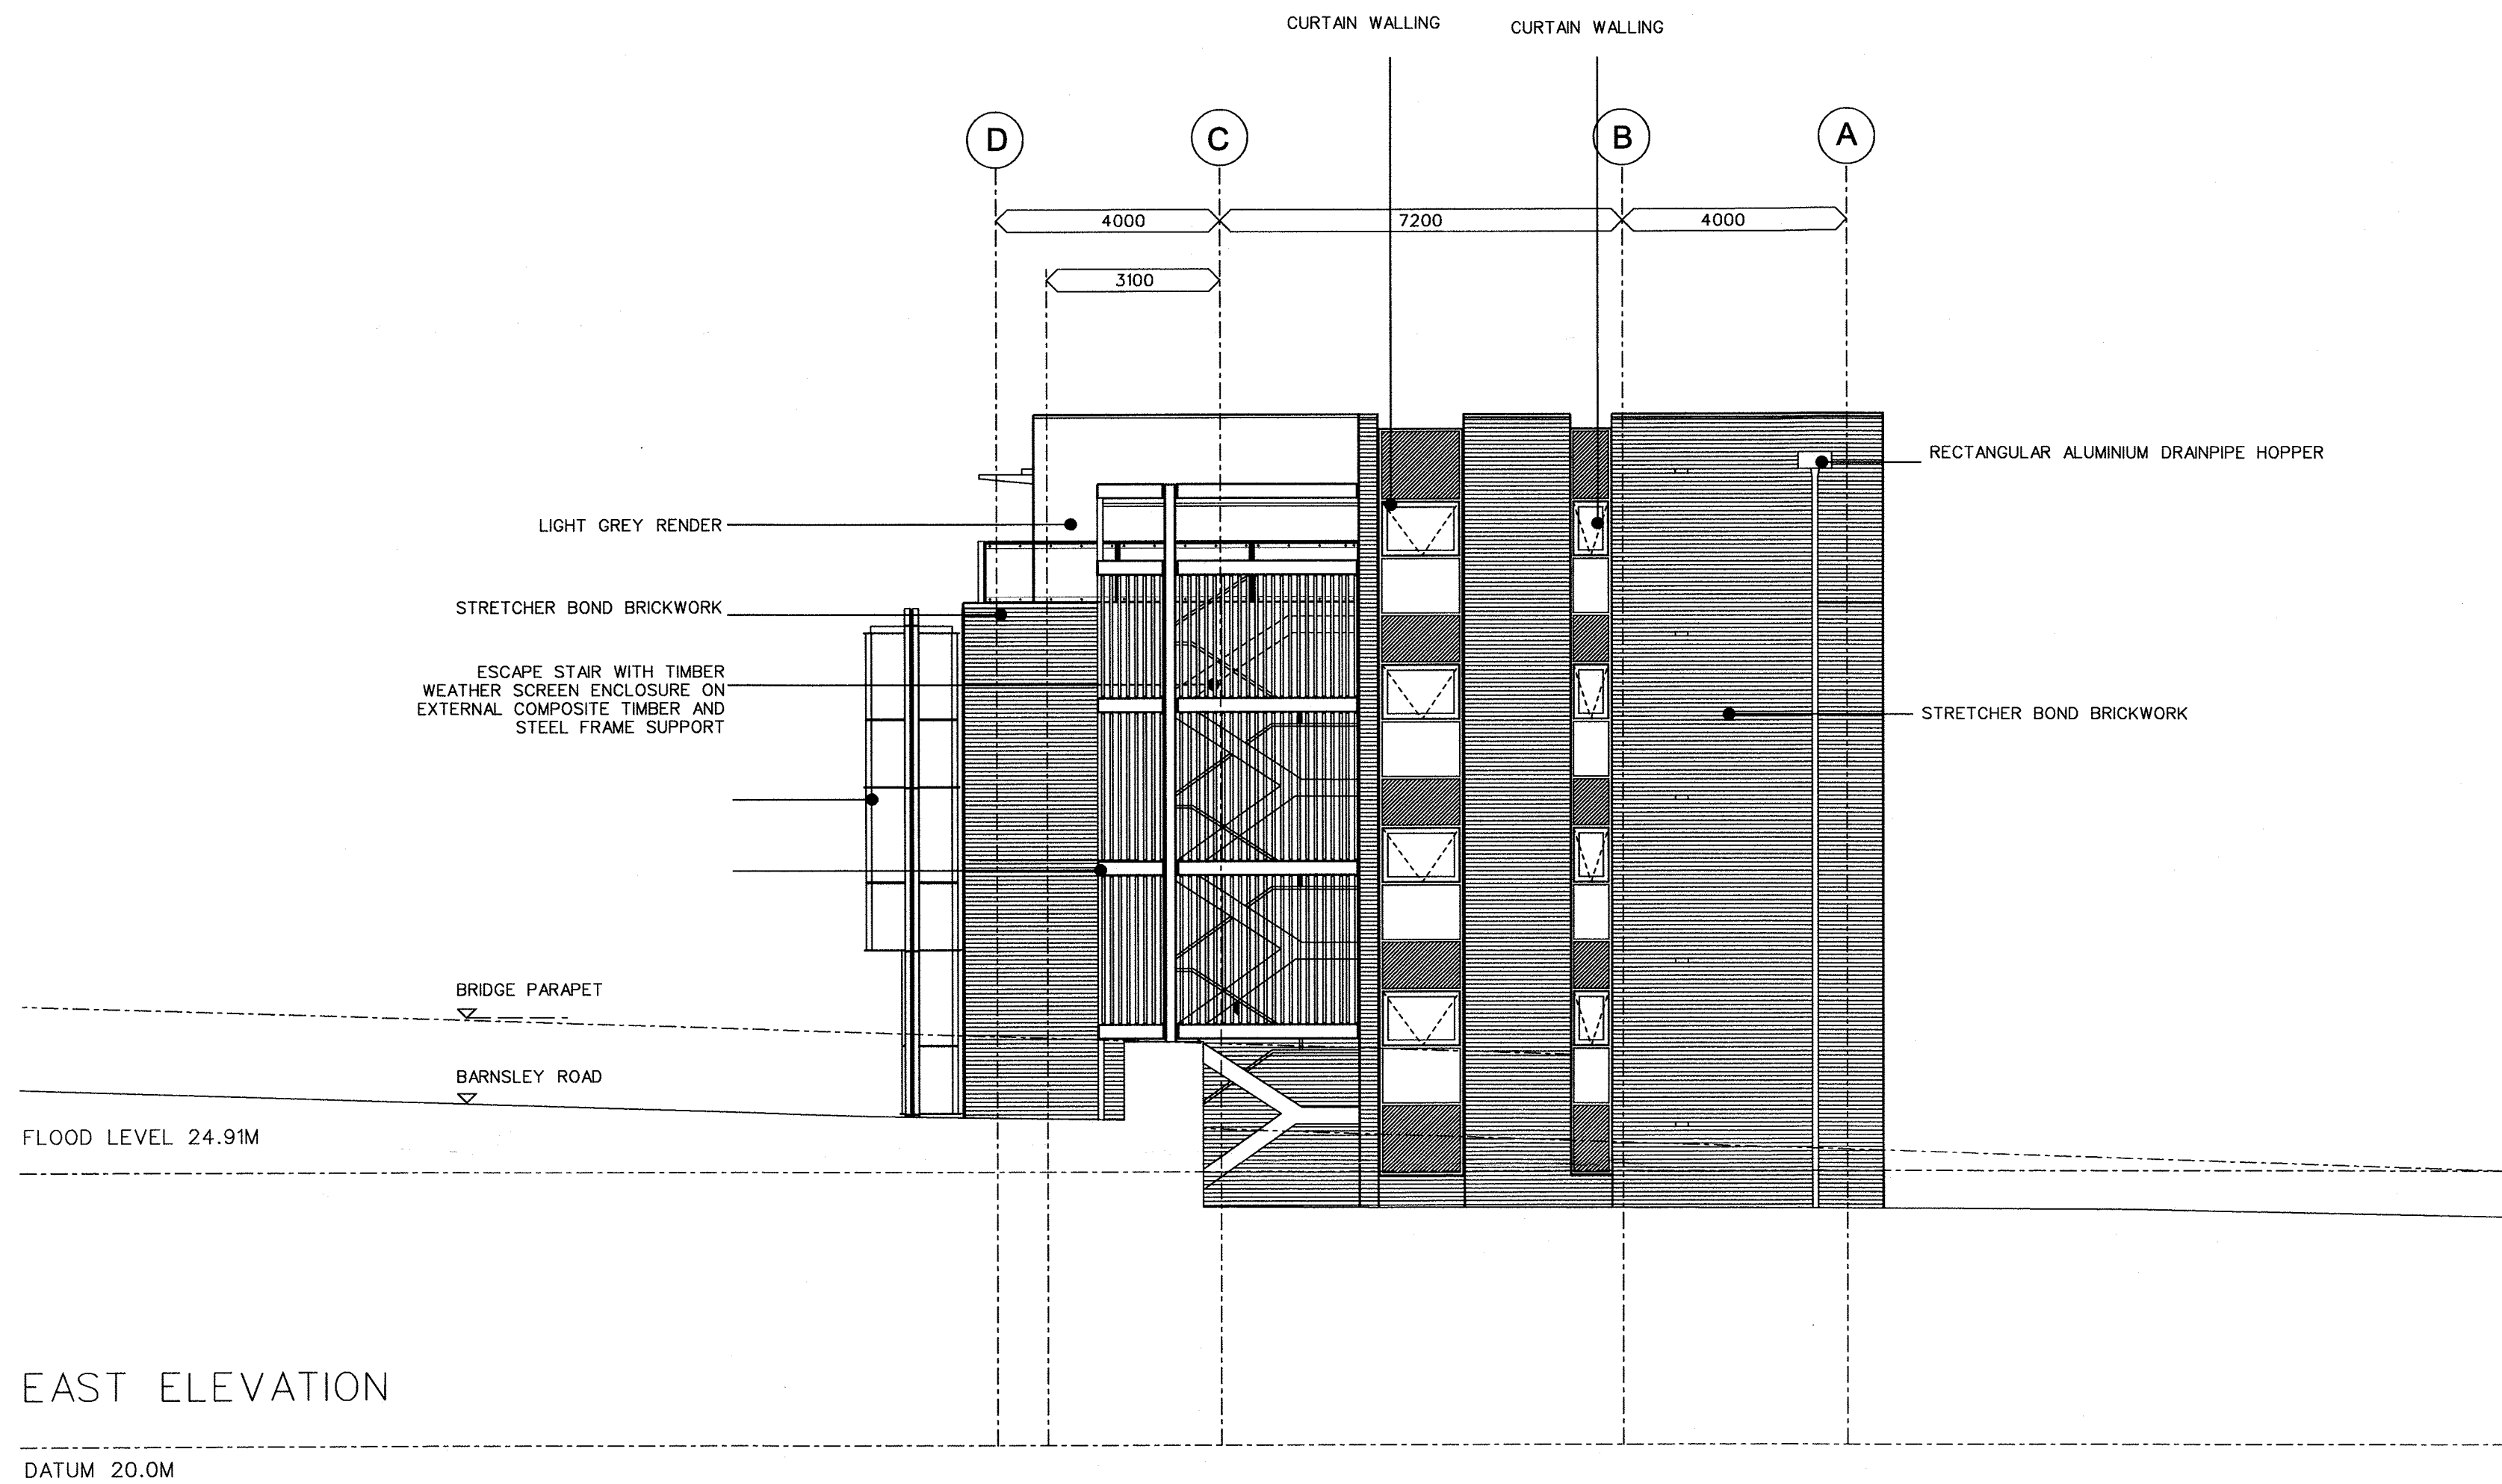 CURTAIN WALLING
CURTAIN WALLING
D
C
B
A
4000
7200
4000
3100
RECTANGULAR ALUMINIUM DRAINPIPE HOPPER
LIGHT GREY RENDER
STRETCHER BOND BRICKWORK
ESCAPE STAIR WITH TIMBER
WEATHER SCREEN ENCLOSURE ON
EXTERNAL COMPOSITE TIMBER AND
STEEL FRAME SUPPORT
STRETCHER BOND BRICKWORK
BRIDGE PARAPET
BARNSLEY ROAD
FLOOD LEVEL 24.91M
EAST ELEVATION
DATUM 20.0M